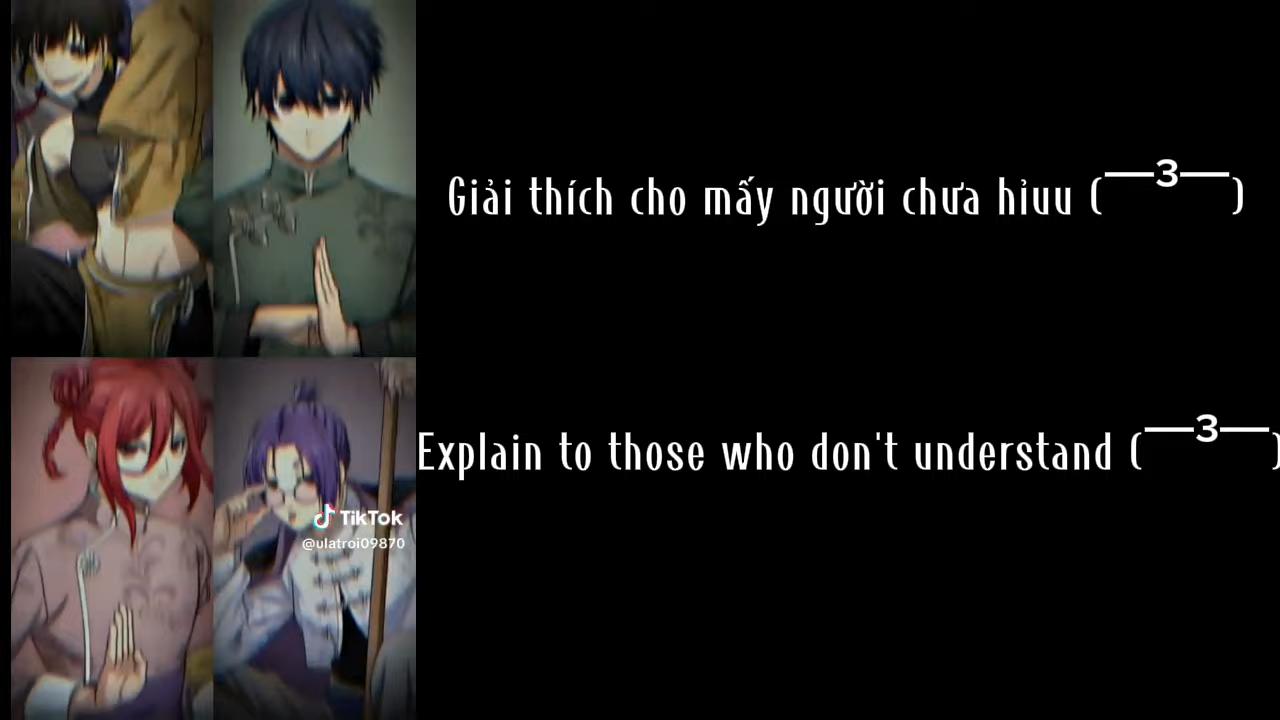 Giải thích cho mấy người chưa hỉuu ( ̄ 3 ̄ )
Explain to those who don't understand ( ̄ 3 ̄ )
TikTok
@ulatroi09870